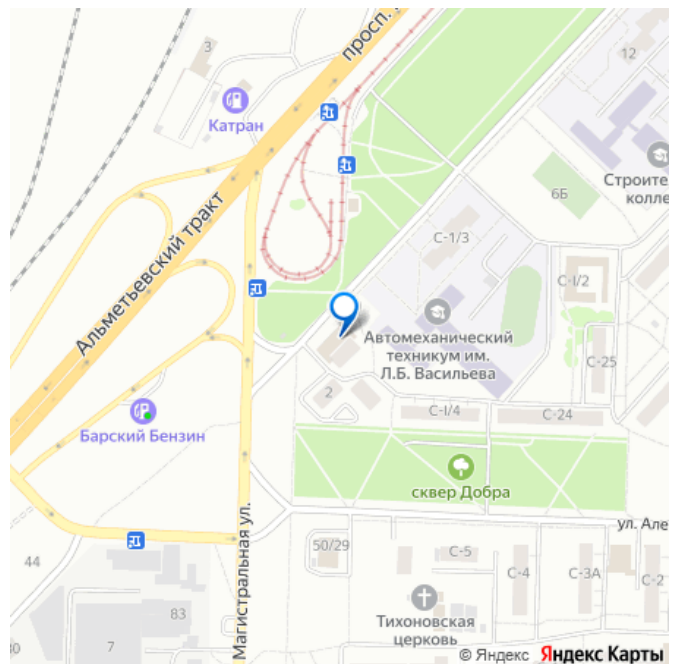 просп.
3
12
Катран
Строите
колле
6Б
С-1/3
Альметьевский тракт
С-I/2
Автомеханический
техникум им.
Л.Б. Васильева
С-25
2
С-I/4
С-24
Барский Бензин
сквер Добра
ул. Але
Магистральная ул.
44
50/29
С-5
С-4
С-3А
С-2
83
Тихоновская
церковь
30
7
© Яндекс Яндекс Карты